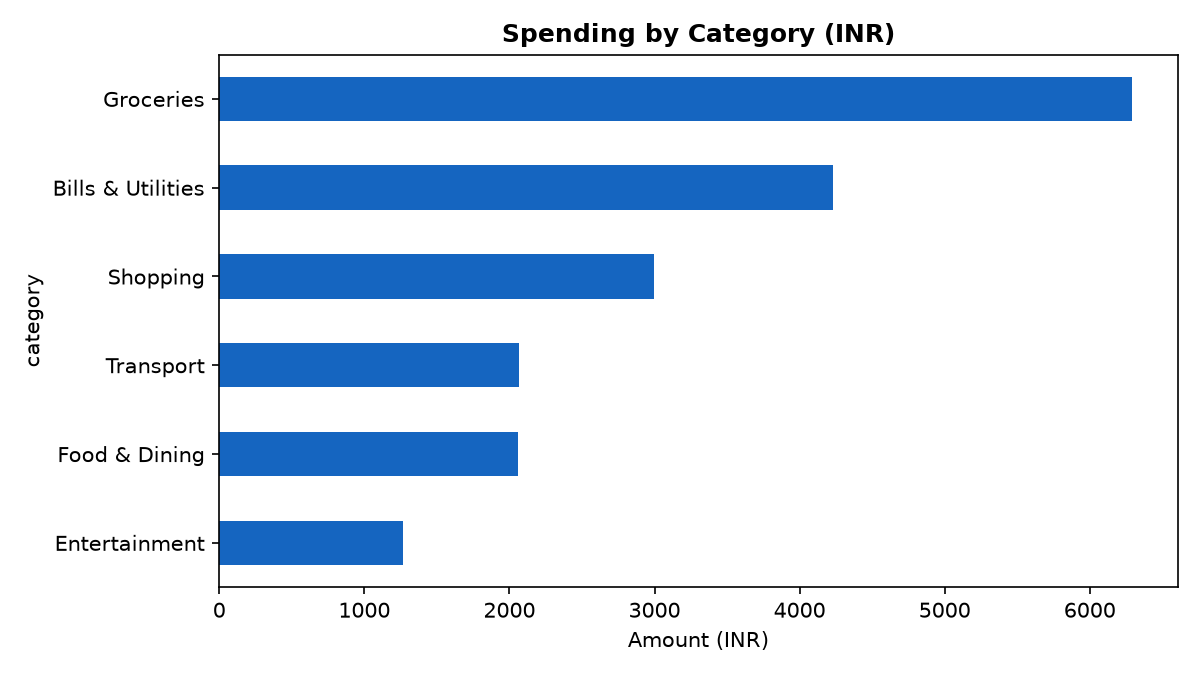 Spending by Category (INR)
category
Groceries
Bills & Utilities
Shopping
Transport
Food & Dining
Entertainment
0 1000 2000 3000 4000 5000 6000
Amount (INR)